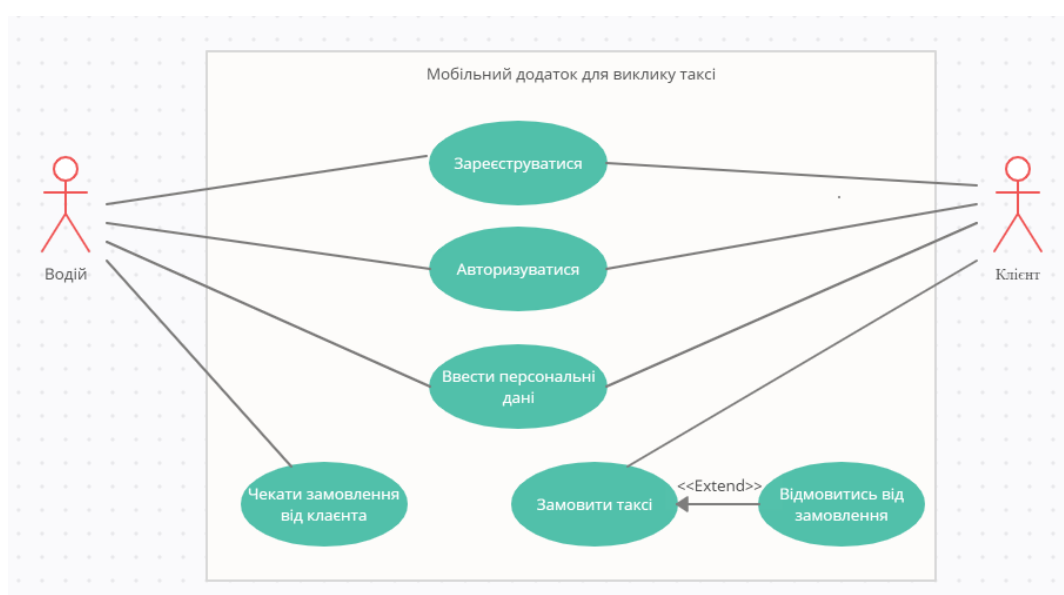 Мобільний додаток для виклику таксі
Зареєструватися
Авторизуватися
Водій
Клієнт
Ввести персональні
дані
Чекати замовлення
від клаєнта
Замовити таксі
<<Extend>>
Відмовитись від
замовлення